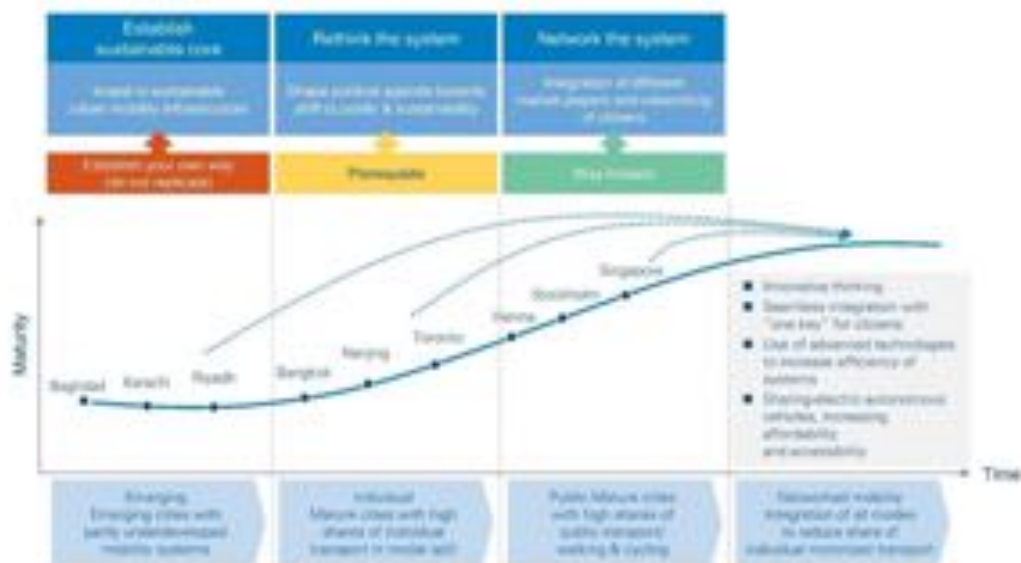 Establish
sustainable core
Rethink the system
Network the system
Invest in sustainable
urban mobility infrastructure
Shape political agenda towards
shift to public & sustainability
Integration of different
market players and networking
of citizens
Establish your own way
(do not replicate)
Prerequisite
Way forward
Maturity
Baghdad
Karachi
Riyadh
Bangkok
Nanjing
Toronto
Vienna
Stockholm
Singapore
Innovative thinking
Seamless integration with
"one key" for citizens
Use of advanced technologies
to increase efficiency of
systems
Sharing-electric-autonomous
vehicles, increasing
affordability
and accessibility
Time
Emerging
Emerging cities with
partly underdeveloped
mobility systems
Individual
Mature cities with high
shares of individual
transport in modal split
Public Mature cities
with high shares of
public transport/
walking & cycling
Networked mobility
Integration of all modes
to reduce share of
individual motorized transport